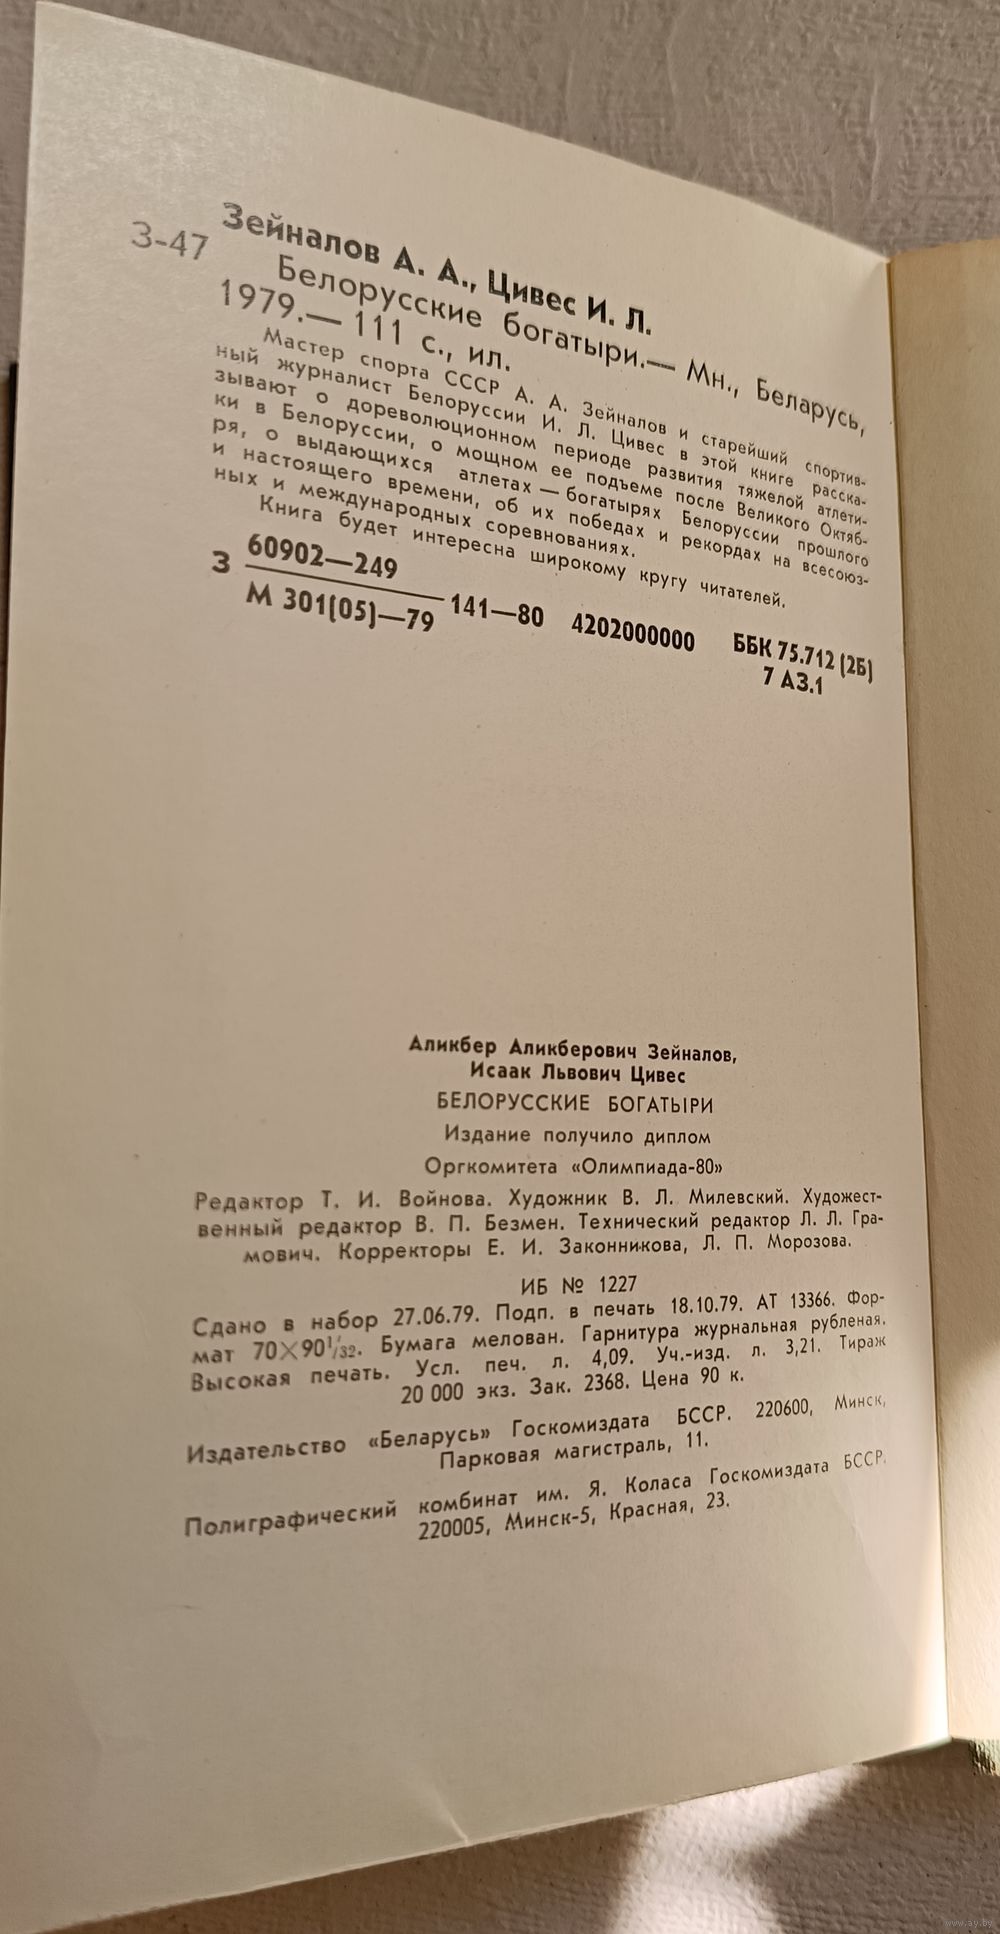 Зейналов А. А., Цивес И. Л.
З-47
Белорусские богатыри.— Мн., Беларусь,
1979.— 111 с., ил.
Мастер спорта СССР А. А. Зейналов и старейший спортив-
ный журналист Белоруссии И. Л. Цивес в этой книге расска-
зывают о дореволюционном периоде развития тяжелой атлети-
ки в Белоруссии, о мощном ее подъеме после Великого Октяб-
ря, о выдающихся атлетах — богатырях Белоруссии прошлого
и настоящего времени, об их победах и рекордах на всесоюз-
ных и международных соревнованиях.
Книга будет интересна широкому кругу читателей.
З 60902—249
М 301(05)—79 141—80 4202000000 ББК 75.712 (2Б)
7 А3.1
Аликбер Аликберович Зейналов,
Исаак Львович Цивес
БЕЛОРУССКИЕ БОГАТЫРИ
Издание получило диплом
Оргкомитета «Олимпиада-80»
Редактор Т. И. Войнова. Художник В. Л. Милевский. Художест-
венный редактор В. П. Безмен. Технический редактор Л. Л. Гра-
мович. Корректоры Е. И. Законникова, Л. П. Морозова.
ИБ № 1227
Сдано в набор 27.06.79. Подп. в печать 18.10.79. АТ 13366. Фор-
мат 70×90 1/32. Бумага мелован. Гарнитура журнальная рубленая.
Высокая печать. Усл. печ. л. 4,09. Уч.-изд. л. 3,21. Тираж
20 000 экз. Зак. 2368. Цена 90 к.
Издательство «Беларусь» Госкомиздата БССР. 220600, Минск,
Парковая магистраль, 11.
Полиграфический комбинат им. Я. Коласа Госкомиздата БССР.
220005, Минск-5, Красная, 23.
www.ay.by